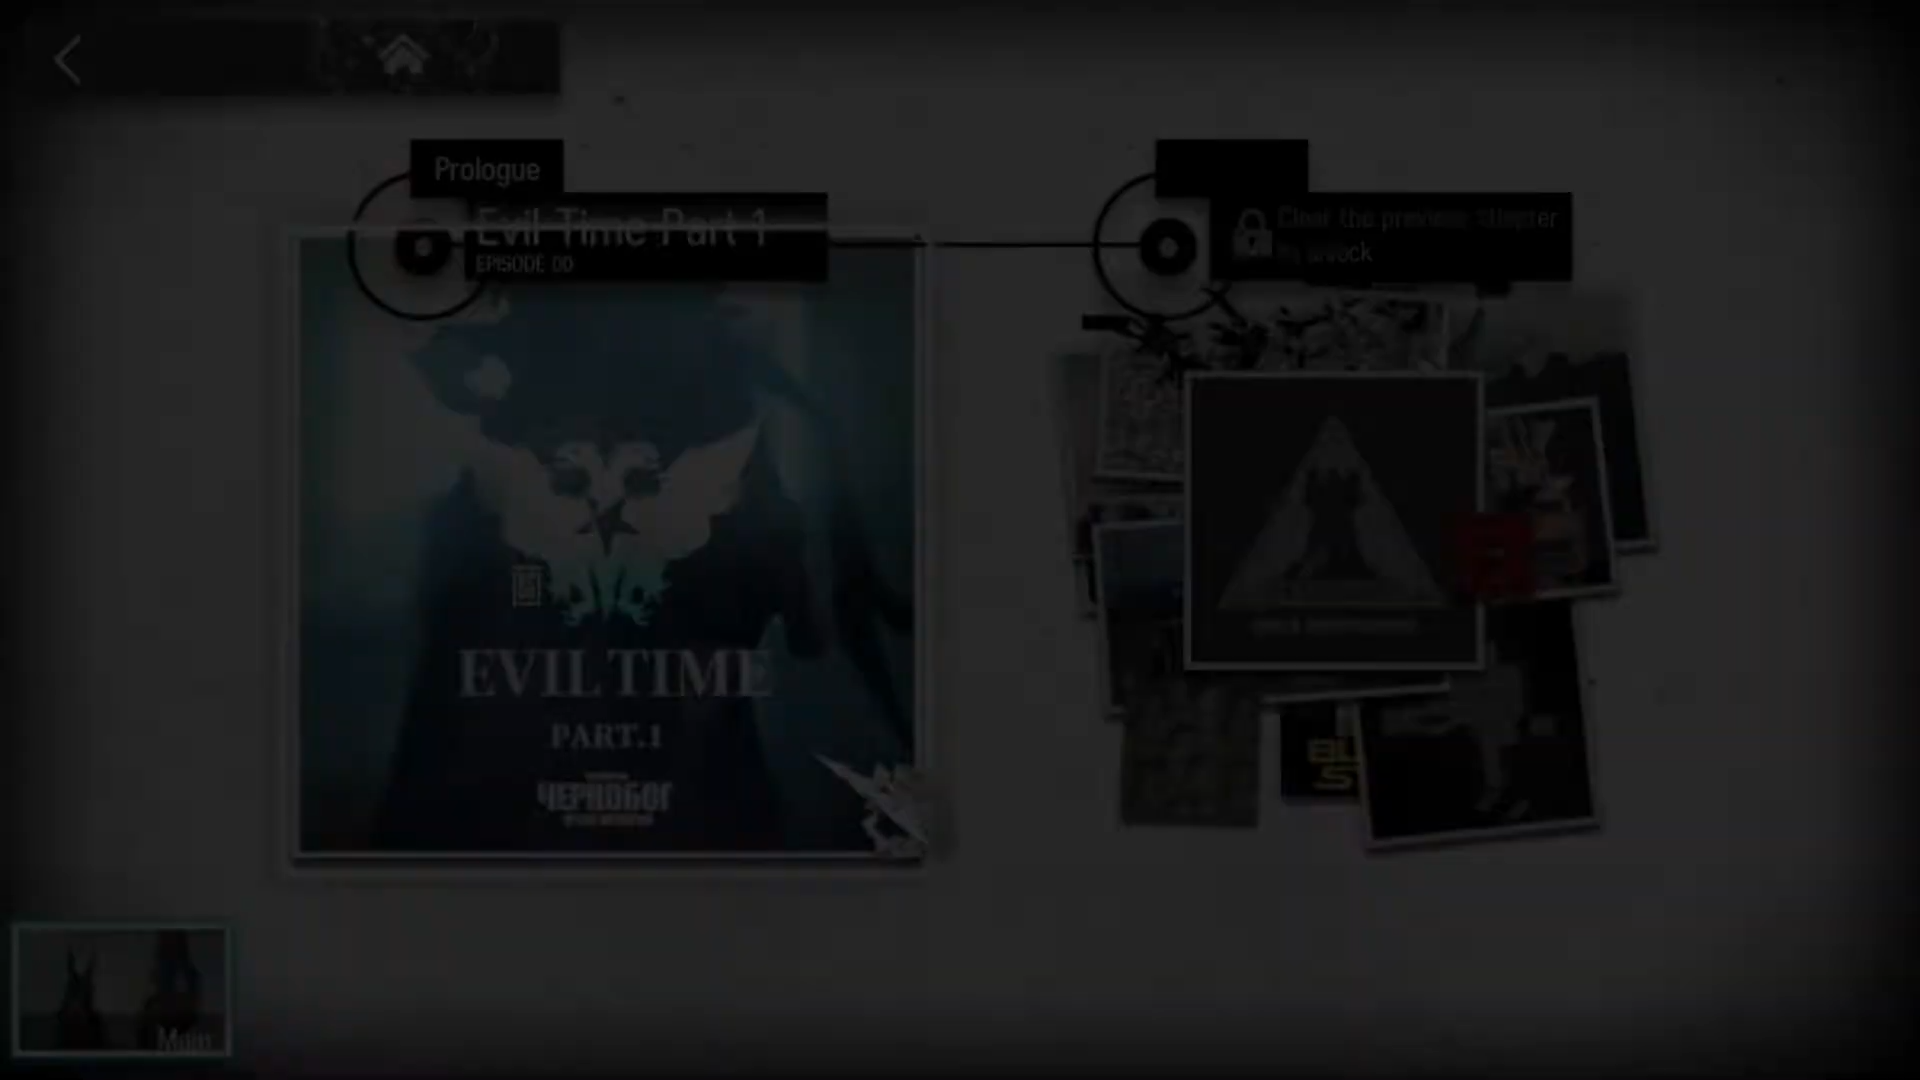 Prologue
Evil Time Part 1
EPISODE 00
Clear the previous chapter
to unlock
EVIL TIME
PART.1
ЧЕРНОБОГ
BL
S
Main